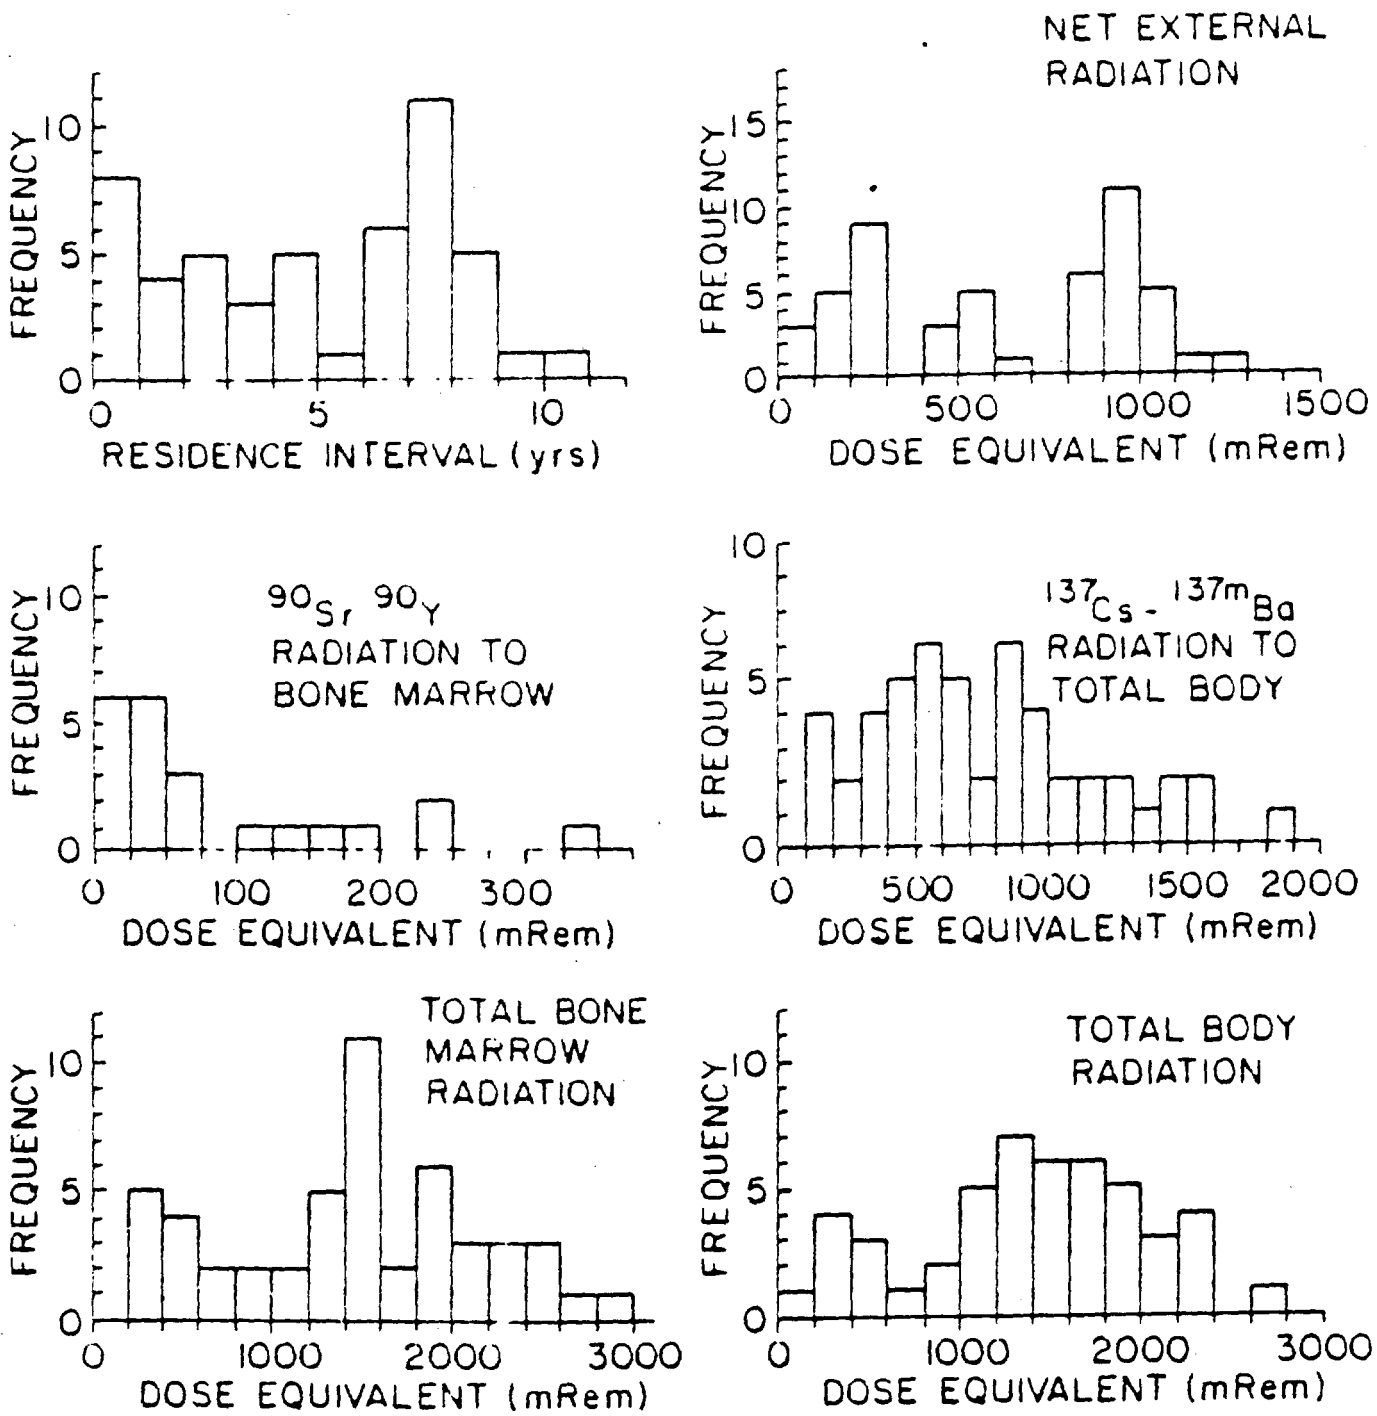 FREQUENCY
10
5
0
0 5 10
RESIDENCE INTERVAL (yrs)
NET EXTERNAL
RADIATION
FREQUENCY
15
10
5
0
0 500 1000 1500
DOSE EQUIVALENT (mRem)
90Sr, 90Y
RADIATION TO
BONE MARROW
FREQUENCY
10
5
0
0 100 200 300
DOSE EQUIVALENT (mRem)
137Cs - 137mBa
RADIATION TO
TOTAL BODY
FREQUENCY
10
5
0
0 500 1000 1500 2000
DOSE EQUIVALENT (mRem)
TOTAL BONE
MARROW
RADIATION
FREQUENCY
10
5
0
0 1000 2000 3000
DOSE EQUIVALENT (mRem)
TOTAL BODY
RADIATION
FREQUENCY
10
5
0
0 1000 2000 3000
DOSE EQUIVALENT (mRem)